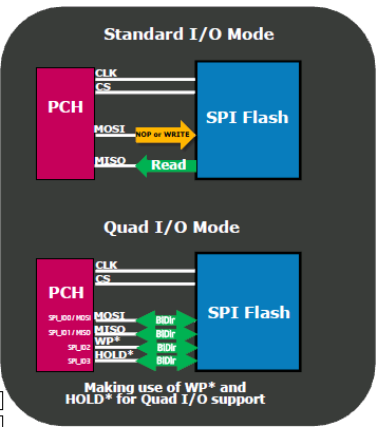 Standard I/O Mode
CLK
CS
PCH
SPI Flash
MOSI
NOP or WRITE
MISO
Read
Quad I/O Mode
CLK
CS
PCH
SPI Flash
SPI_IO0/MOSI
MOSI
BiDir
SPI_IO1/MISO
MISO
BiDir
SPI_IO2
WP*
BiDir
SPI_IO3
HOLD*
BiDir
Making use of WP* and
HOLD* for Quad I/O support